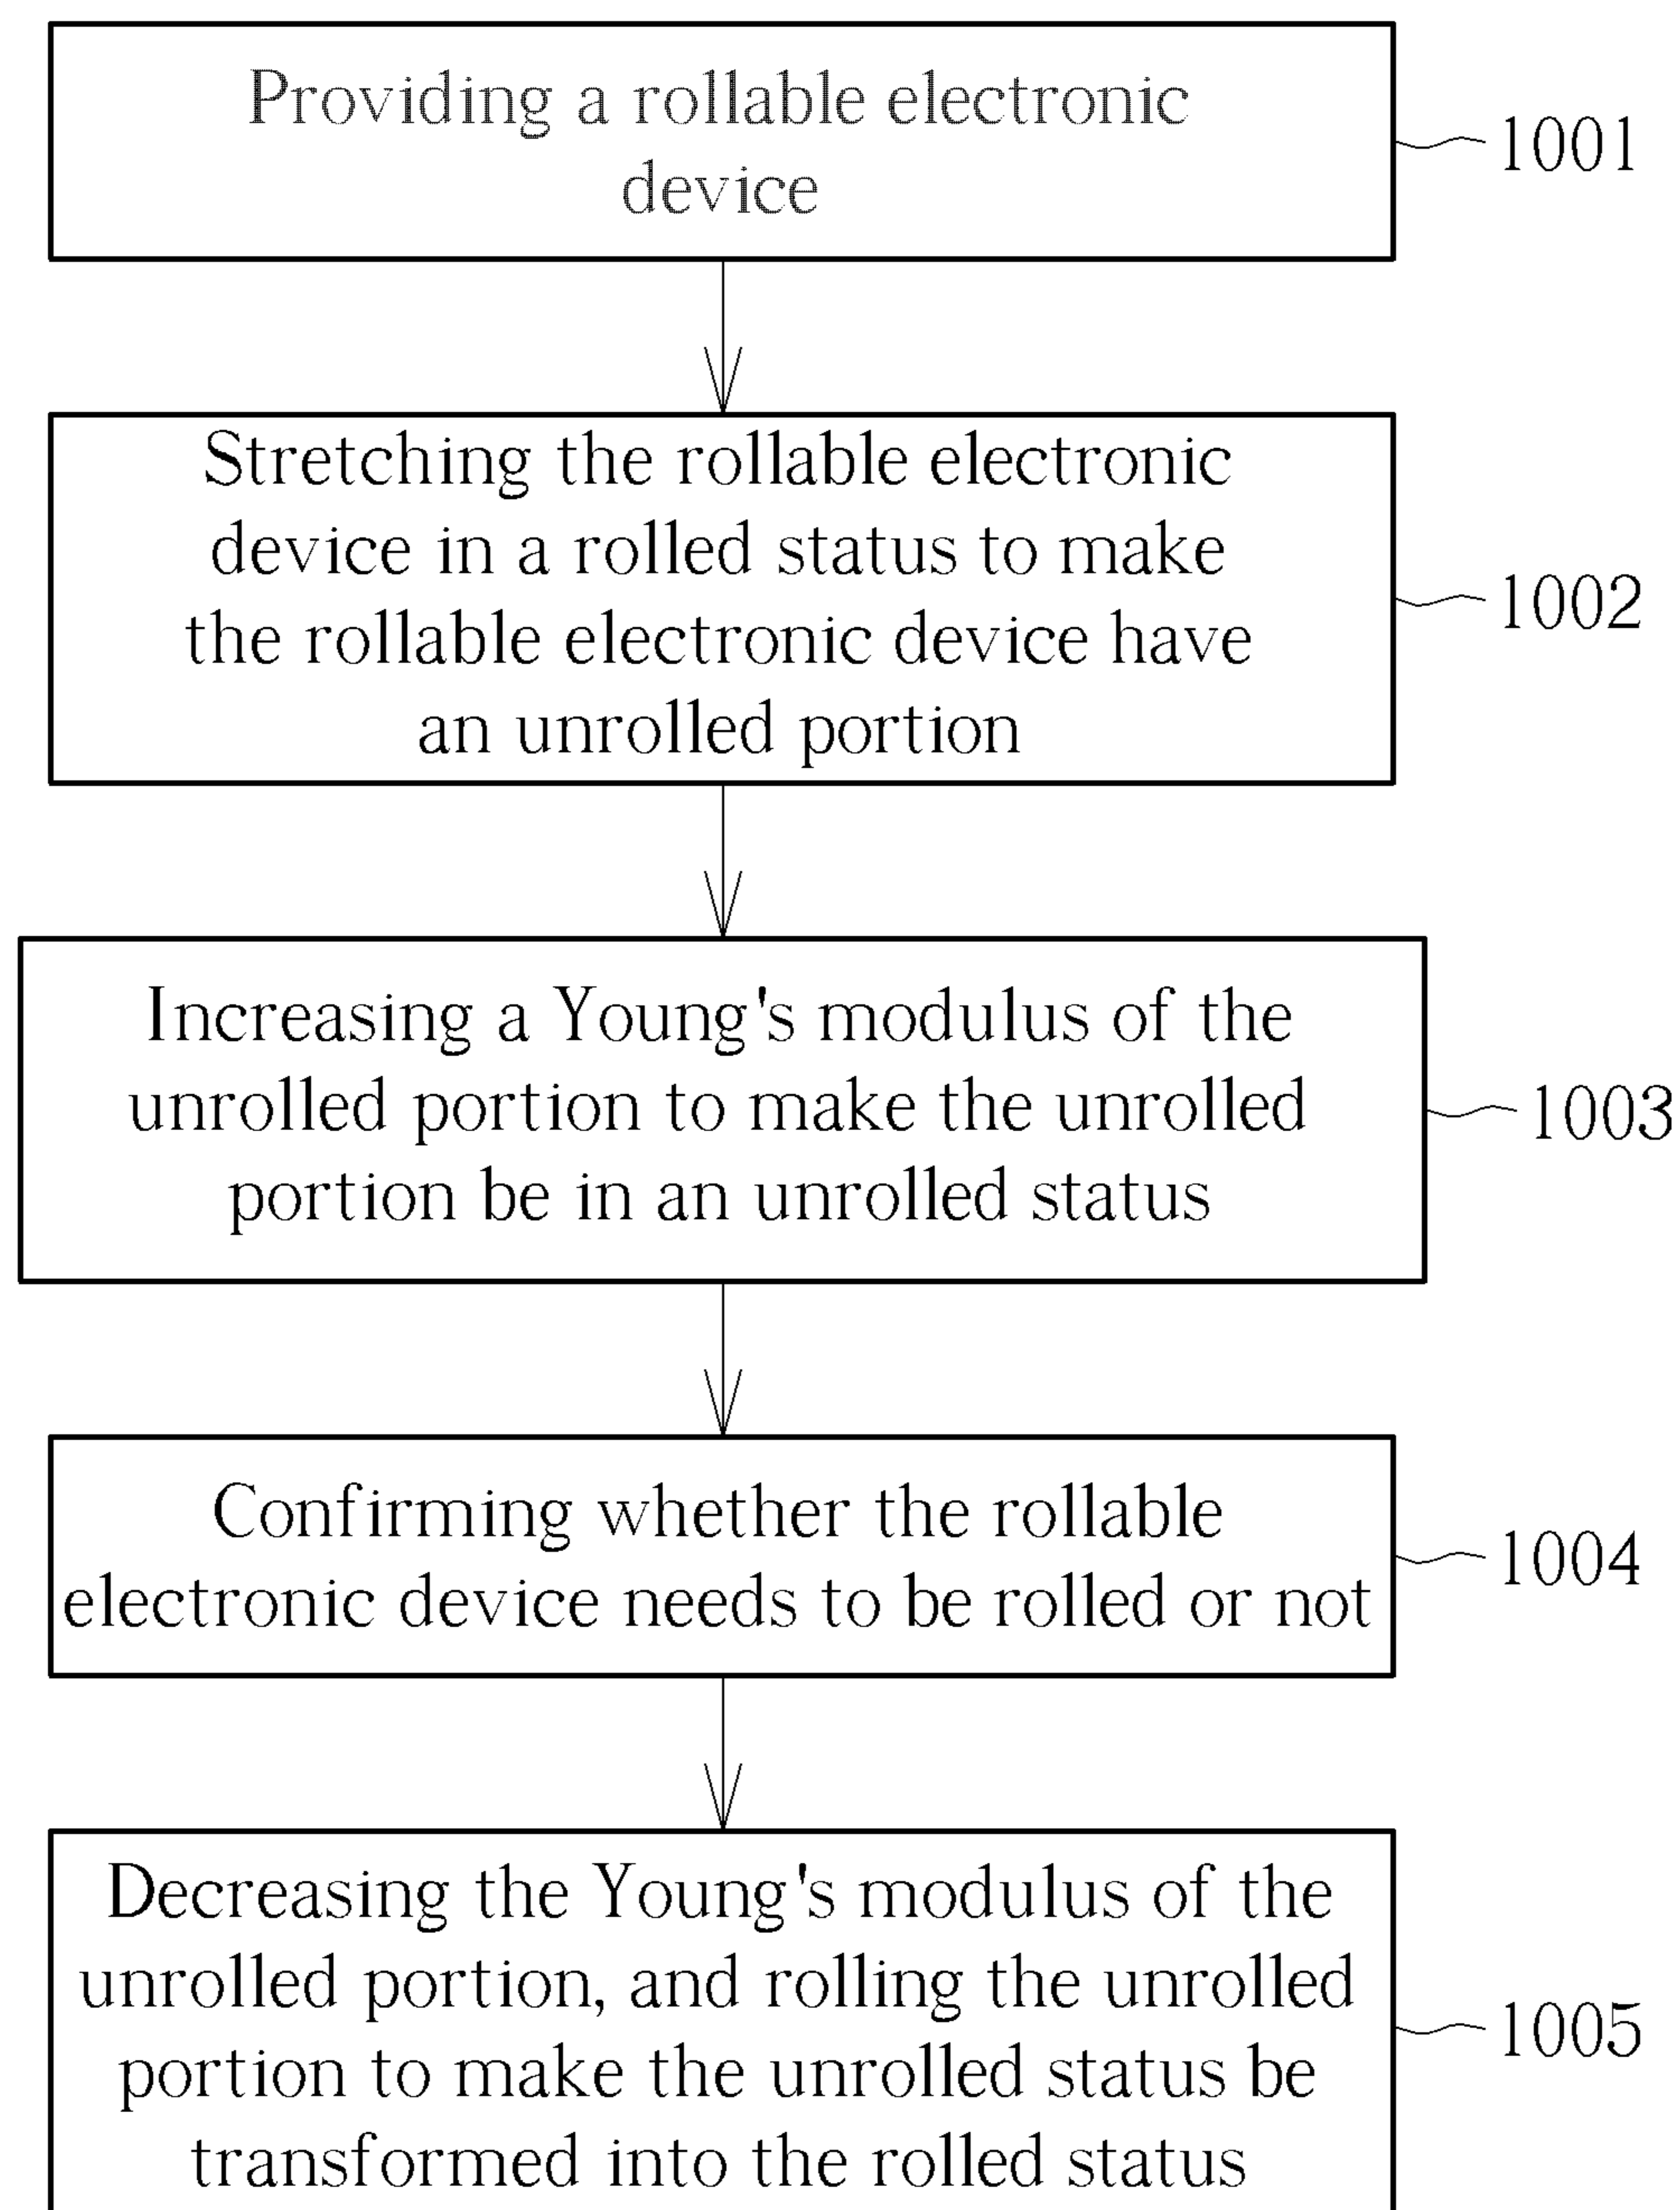 Providing a rollable electronic
device
1001
Stretching the rollable electronic
device in a rolled status to make
the rollable electronic device have
an unrolled portion
1002
Increasing a Young's modulus of the
unrolled portion to make the unrolled
portion be in an unrolled status
1003
Confirming whether the rollable
electronic device needs to be rolled or not
1004
Decreasing the Young's modulus of the
unrolled portion, and rolling the unrolled
portion to make the unrolled status be
transformed into the rolled status
1005